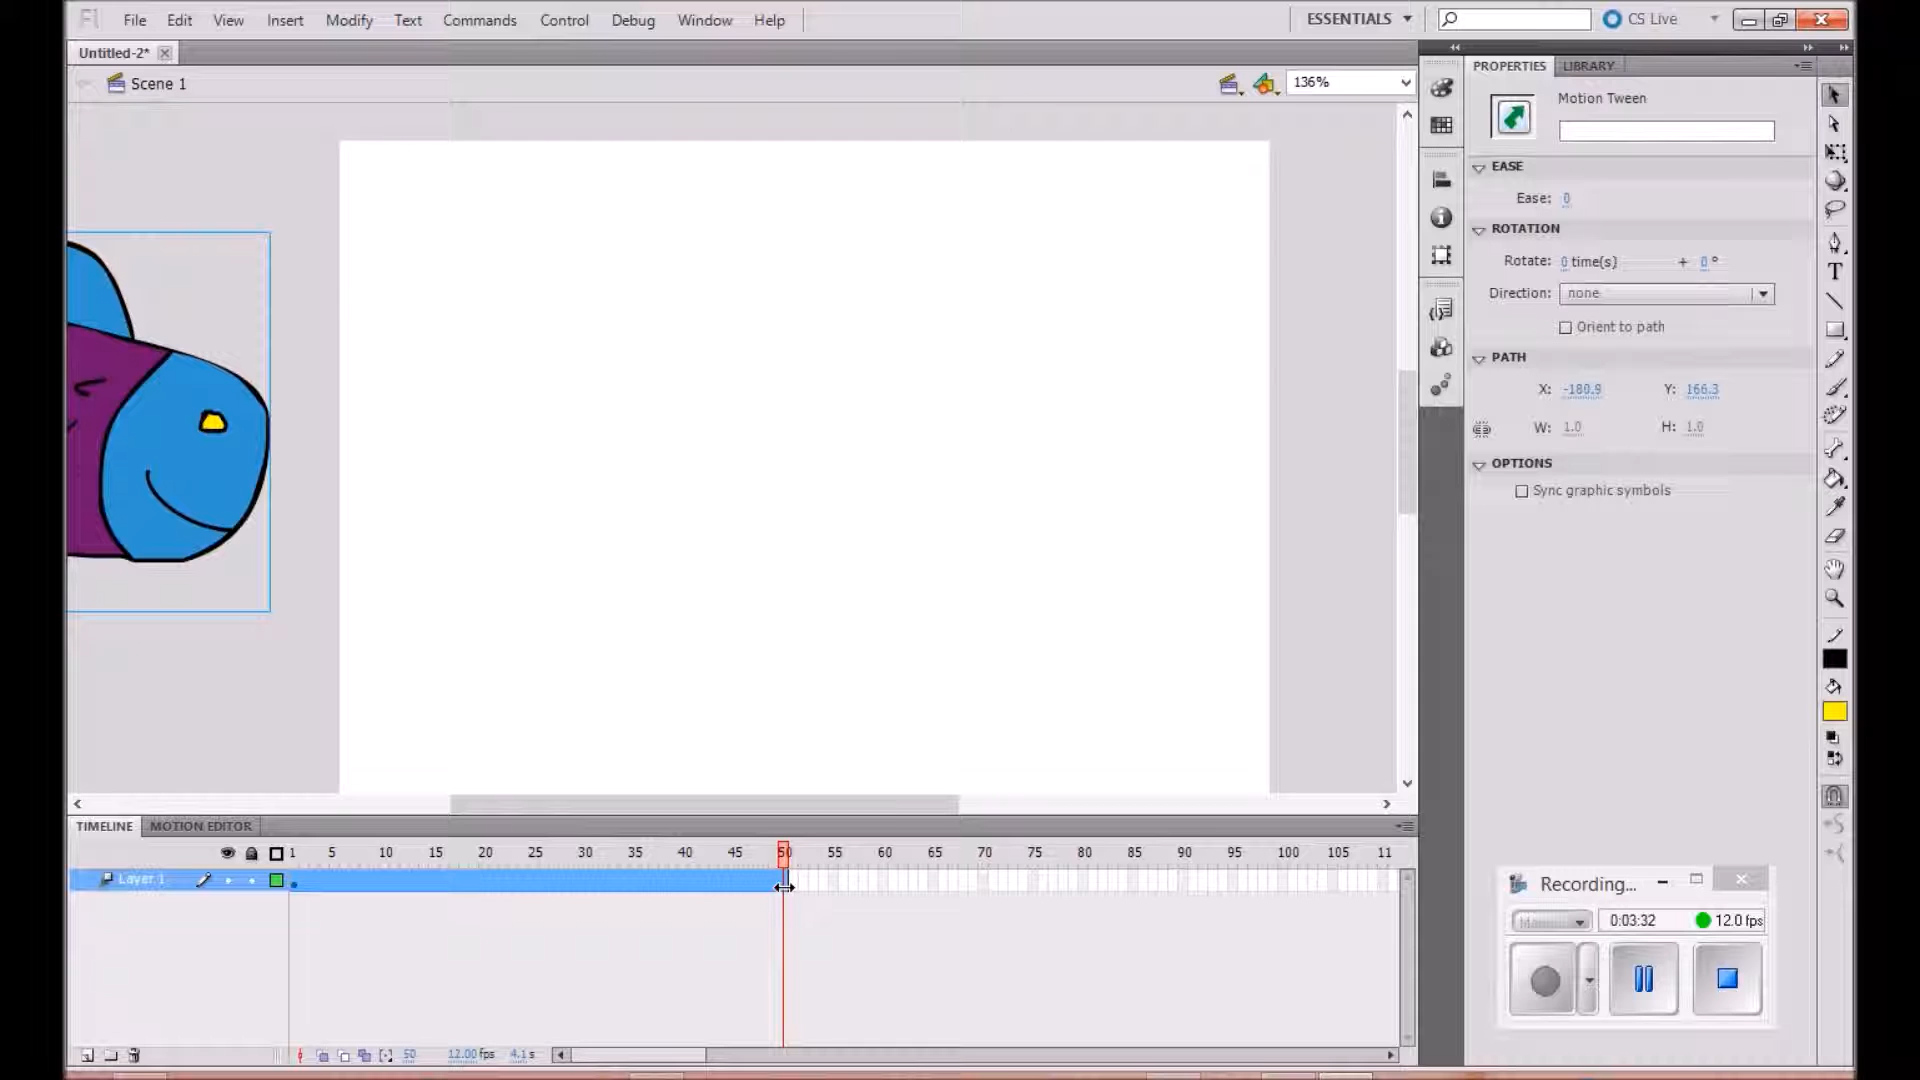 Fl File Edit View Insert Modify Text Commands Control Debug Window Help ESSENTIALS CS Live
Untitled-2*
Scene 1 136%
PROPERTIES LIBRARY
Motion Tween
EASE
Ease: 0
ROTATION
Rotate: 0 time(s) + 0 °
Direction: none
Orient to path
PATH
X: -180.9 Y: 166.3
W: 1.0 H: 1.0
OPTIONS
Sync graphic symbols
TIMELINE MOTION EDITOR
1 5 10 15 20 25 30 35 40 45 50 55 60 65 70 75 80 85 90 95 100 105 11
Layer 1
50 12.00 fps 4.1 s
Recording...
0:03:32 12.0 fps